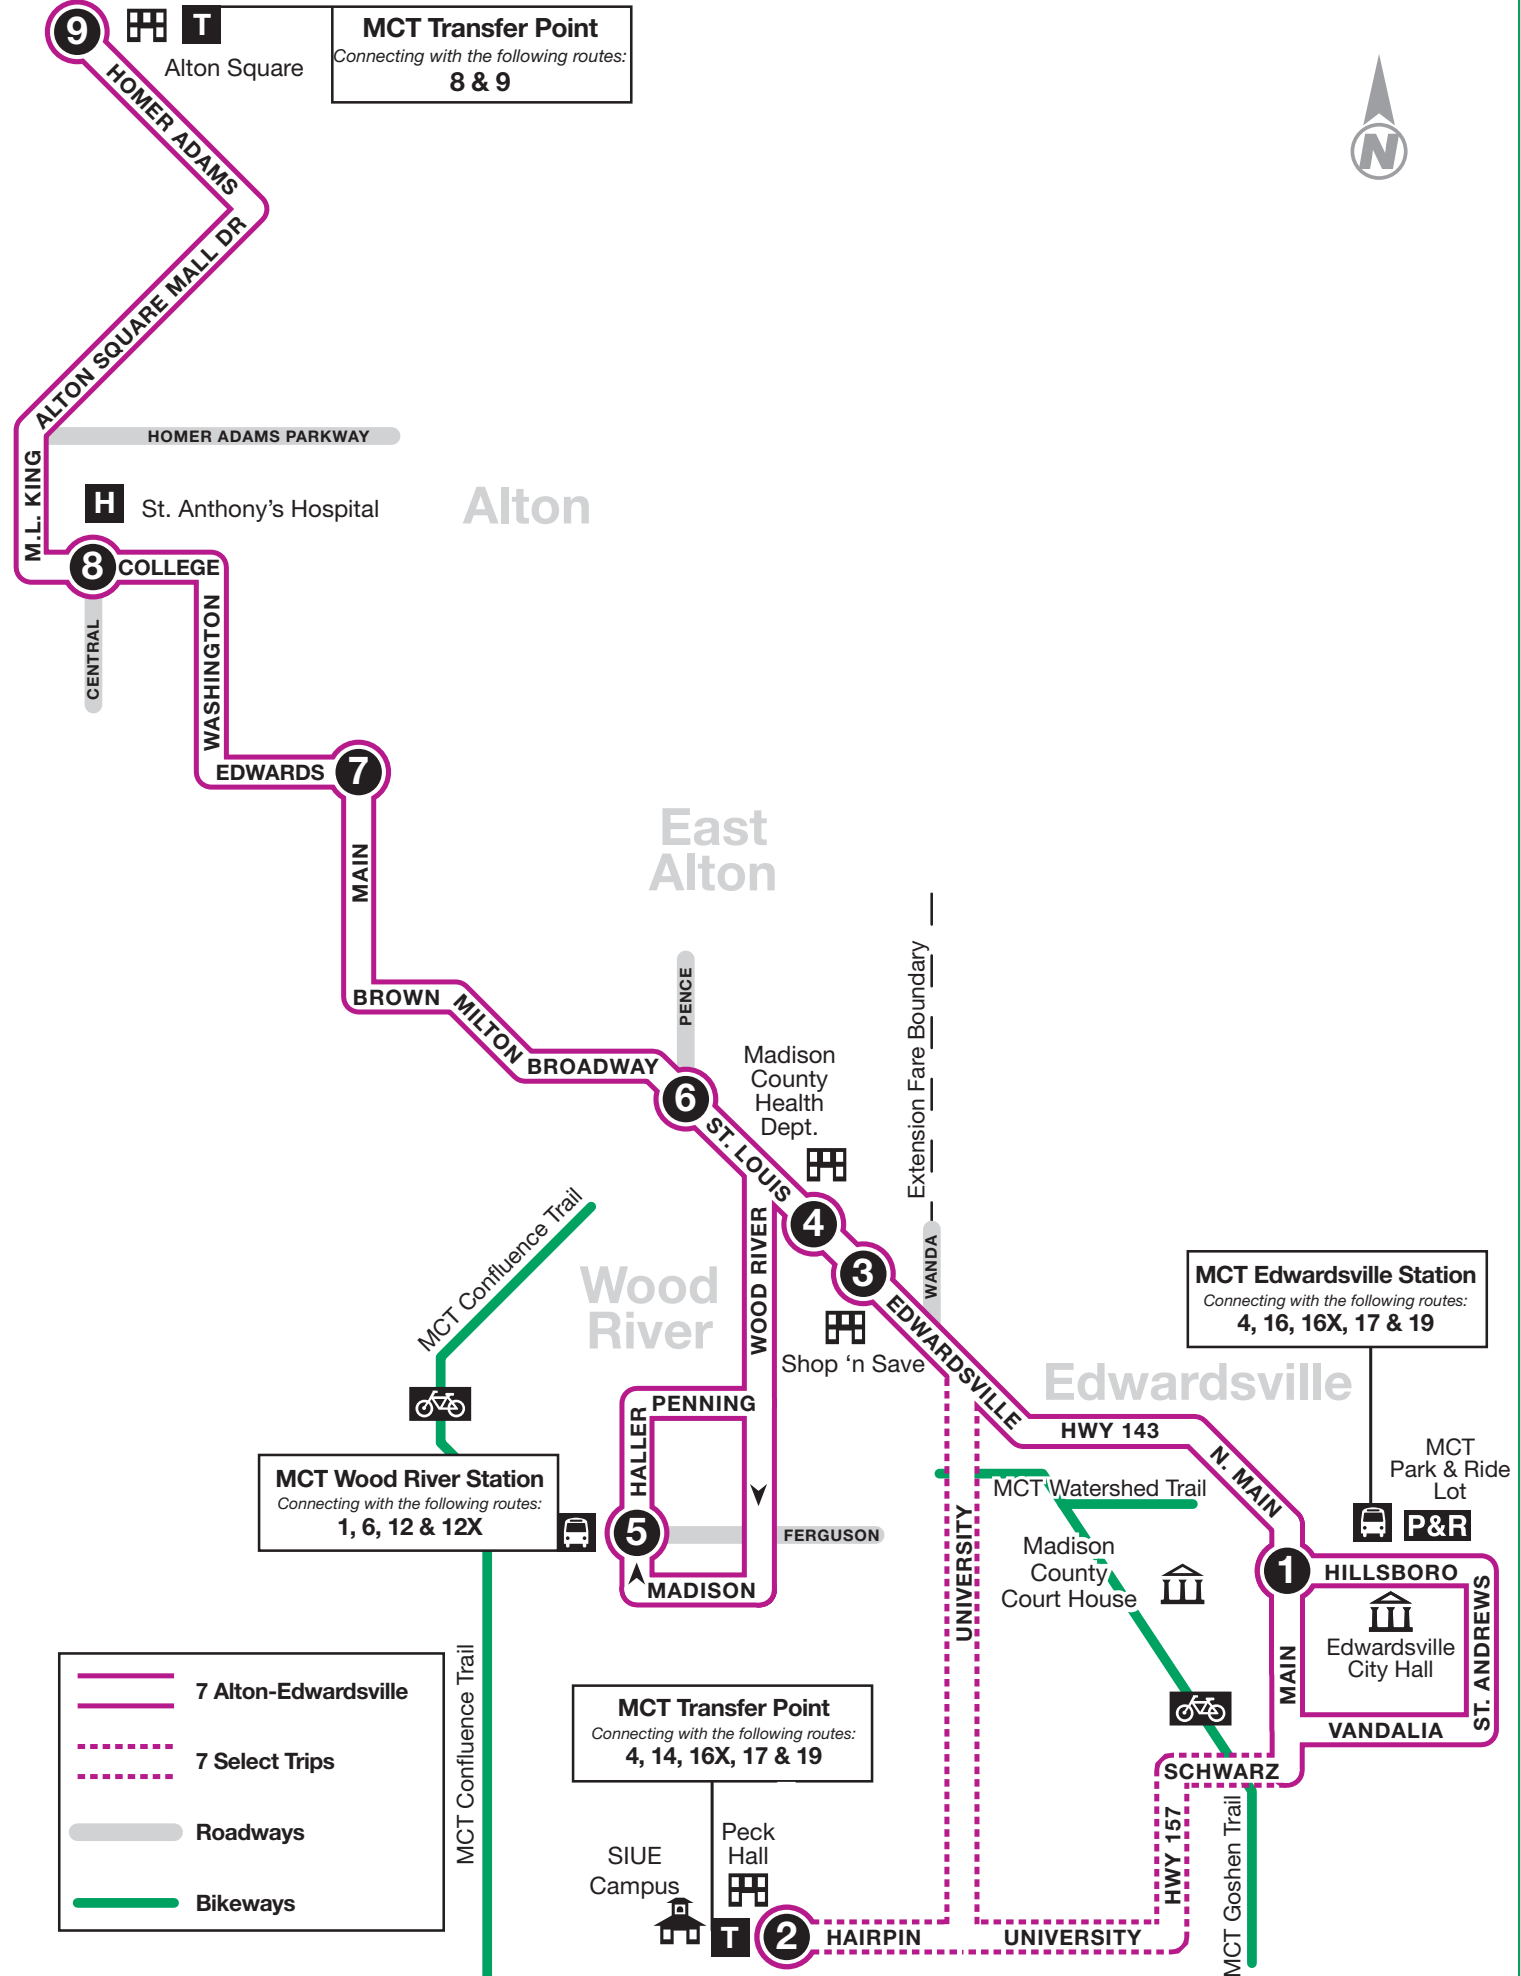 9
T
Alton Square
MCT Transfer Point
Connecting with the following routes:
8 & 9
N
HOMER ADAMS
ALTON SQUARE MALL DR
HOMER ADAMS PARKWAY
M.L. KING
H
St. Anthony's Hospital
Alton
8
COLLEGE
CENTRAL
WASHINGTON
EDWARDS
7
MAIN
East
Alton
BROWN
MILTON
BROADWAY
PENCE
6
ST. LOUIS
Madison
County
Health
Dept.
Extension Fare Boundary
4
3
WANDA
Shop 'n Save
EDWARDSVILLE
MCT Confluence Trail
Wood
River
WOOD RIVER
PENNING
HALLER
MCT Wood River Station
Connecting with the following routes:
1, 6, 12 & 12X
5
FERGUSON
MADISON
MCT Edwardsville Station
Connecting with the following routes:
4, 16, 16X, 17 & 19
Edwardsville
HWY 143
N. MAIN
MCT
Park & Ride
Lot
P&R
MCT Watershed Trail
UNIVERSITY
Madison
County
Court House
1
HILLSBORO
Edwardsville
City Hall
ST. ANDREWS
MAIN
VANDALIA
SCHWARZ
HWY 157
MCT Goshen Trail
MCT Confluence Trail
7 Alton-Edwardsville
7 Select Trips
Roadways
Bikeways
MCT Transfer Point
Connecting with the following routes:
4, 14, 16X, 17 & 19
Peck
Hall
SIUE
Campus
T
2
HAIRPIN
UNIVERSITY